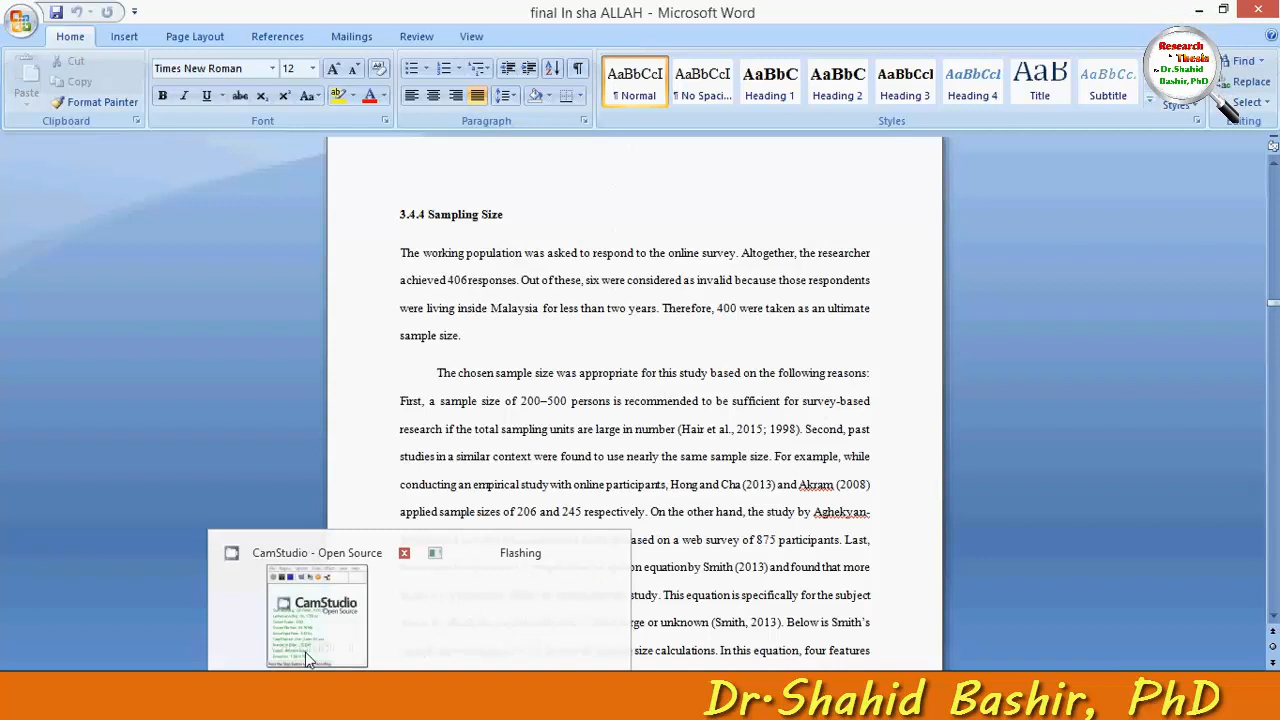 final In sha ALLAH - Microsoft Word
Home Insert Page Layout References Mailings Review View
Cut
Copy
Paste
Format Painter
Clipboard
Times New Roman 12
Font
Paragraph
AaBbCcI AaBbCcI AaBbC AaBbC AaBbCcI AaBbCcI AaB AaBbCc.
¶ Normal ¶ No Spaci... Heading 1 Heading 2 Heading 3 Heading 4 Title Subtitle
Styles
Find
Replace
Select
Editing
Research
Thesis
Dr.Shahid
Bashir, PhD
3.4.4 Sampling Size
The working population was asked to respond to the online survey. Altogether, the researcher
achieved 406 responses. Out of these, six were considered as invalid because those respondents
were living inside Malaysia for less than two years. Therefore, 400 were taken as an ultimate
sample size.
The chosen sample size was appropriate for this study based on the following reasons:
First, a sample size of 200–500 persons is recommended to be sufficient for survey-based
research if the total sampling units are large in number (Hair et al., 2015; 1998). Second, past
studies in a similar context were found to use nearly the same sample size. For example, while
conducting an empirical study with online participants, Hong and Cha (2013) and Akram (2008)
applied sample sizes of 206 and 245 respectively. On the other hand, the study by Aghekyan-
ased on a web survey of 875 participants. Last,
on equation by Smith (2013) and found that more
study. This equation is specifically for the subject
rge or unknown (Smith, 2013). Below is Smith's
size calculations. In this equation, four features
CamStudio - Open Source
Flashing
CamStudio
Open Source
Dr.Shahid Bashir, PhD